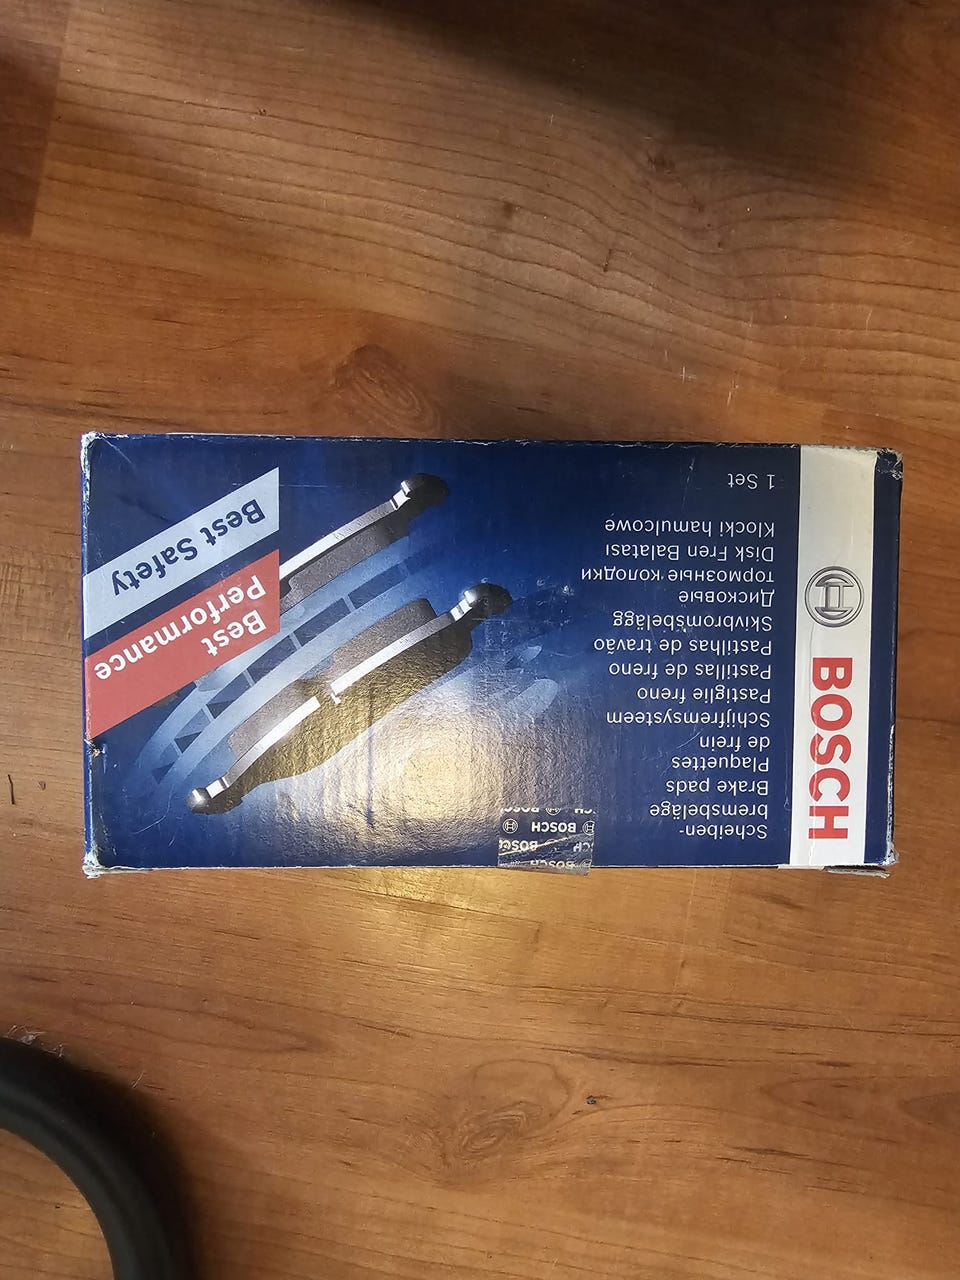 BOSCH
Scheiben-
bremsbeläge
Brake pads
Plaquettes
de frein
Schijfremsysteem
Pastiglie freno
Pastillas de freno
Pastilhas de travão
Skivbromsbelägg
Дисковые
тормозные колодки
Disk Fren Balatası
Klocki hamulcowe
1 Set
Best
Performance
Best Safety
BOSCH
BOSCH